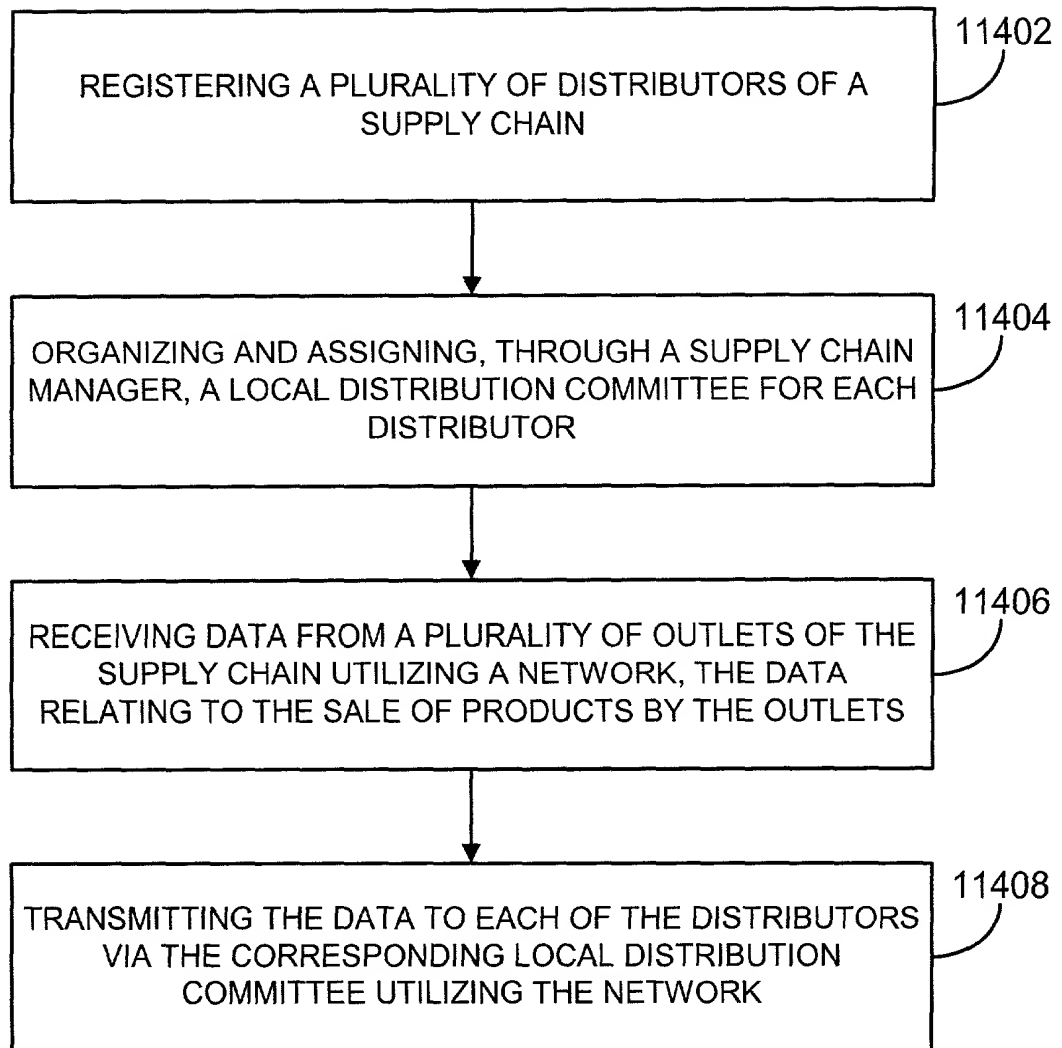 11402
REGISTERING A PLURALITY OF DISTRIBUTORS OF A
SUPPLY CHAIN
11404
ORGANIZING AND ASSIGNING, THROUGH A SUPPLY CHAIN
MANAGER, A LOCAL DISTRIBUTION COMMITTEE FOR EACH
DISTRIBUTOR
11406
RECEIVING DATA FROM A PLURALITY OF OUTLETS OF THE
SUPPLY CHAIN UTILIZING A NETWORK, THE DATA
RELATING TO THE SALE OF PRODUCTS BY THE OUTLETS
11408
TRANSMITTING THE DATA TO EACH OF THE DISTRIBUTORS
VIA THE CORRESPONDING LOCAL DISTRIBUTION
COMMITTEE UTILIZING THE NETWORK